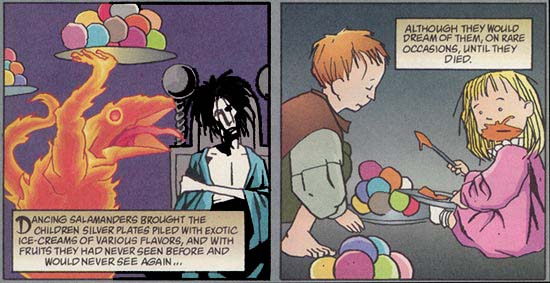 DANCING SALAMANDERS BROUGHT THE
CHILDREN SILVER PLATES PILED WITH EXOTIC
ICE-CREAMS OF VARIOUS FLAVORS, AND WITH
FRUITS THEY HAD NEVER SEEN BEFORE AND
WOULD NEVER SEE AGAIN...
ALTHOUGH THEY WOULD
DREAM OF THEM, ON RARE
OCCASIONS, UNTIL THEY
DIED.